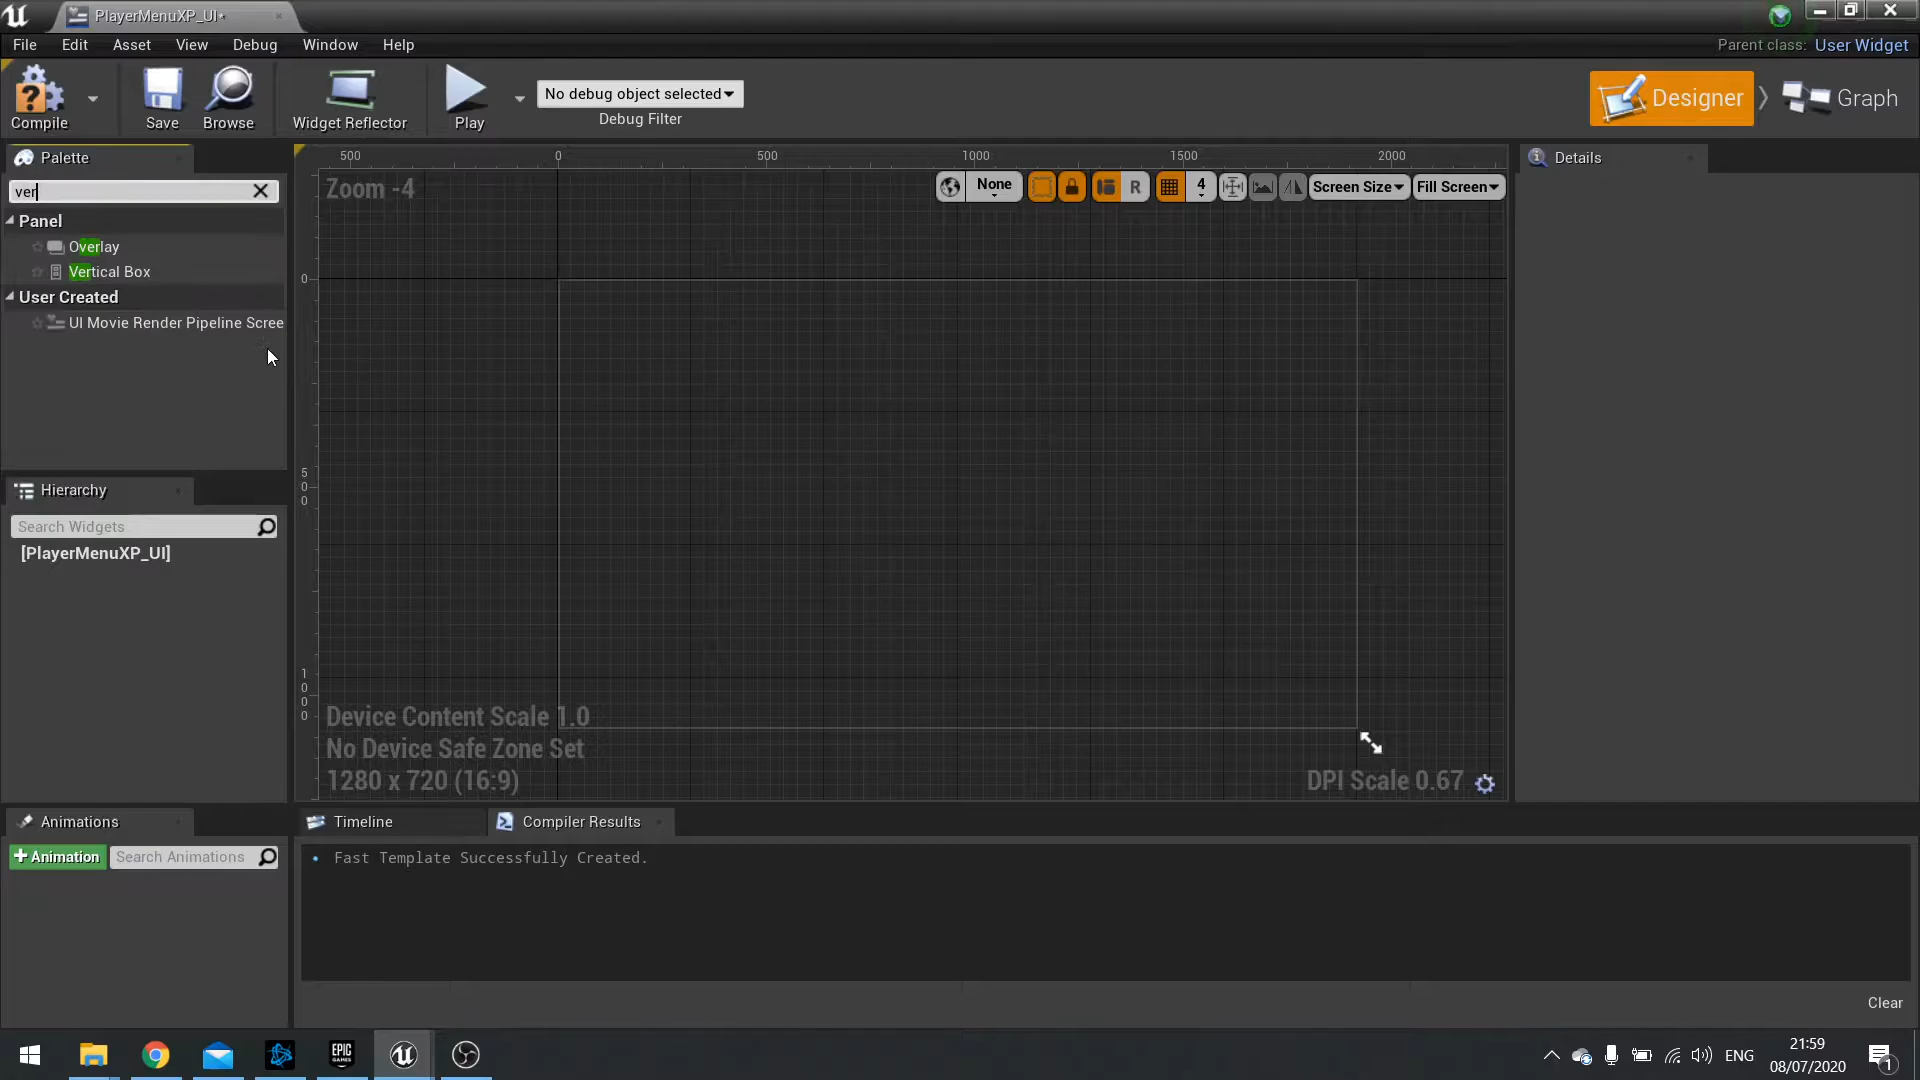 PlayerMenuXP_UI*
File Edit Asset View Debug Window Help
Parent class: User Widget
Compile
Save
Browse
Widget Reflector
Play
No debug object selected
Debug Filter
Designer
Graph
Palette
ver
Panel
Overlay
Vertical Box
User Created
UI Movie Render Pipeline Scree
Hierarchy
Search Widgets
[PlayerMenuXP_UI]
Animations
+ Animation
Search Animations
500 0 500 1000 1500 2000
Zoom -4
None
R
4
Screen Size
Fill Screen
0
5
0
0
1
0
0
0
Device Content Scale 1.0
No Device Safe Zone Set
1280 x 720 (16:9)
DPI Scale 0.67
Details
Timeline
Compiler Results
• Fast Template Successfully Created.
Clear
EPIC
GAMES
ENG
21:59
08/07/2020
1